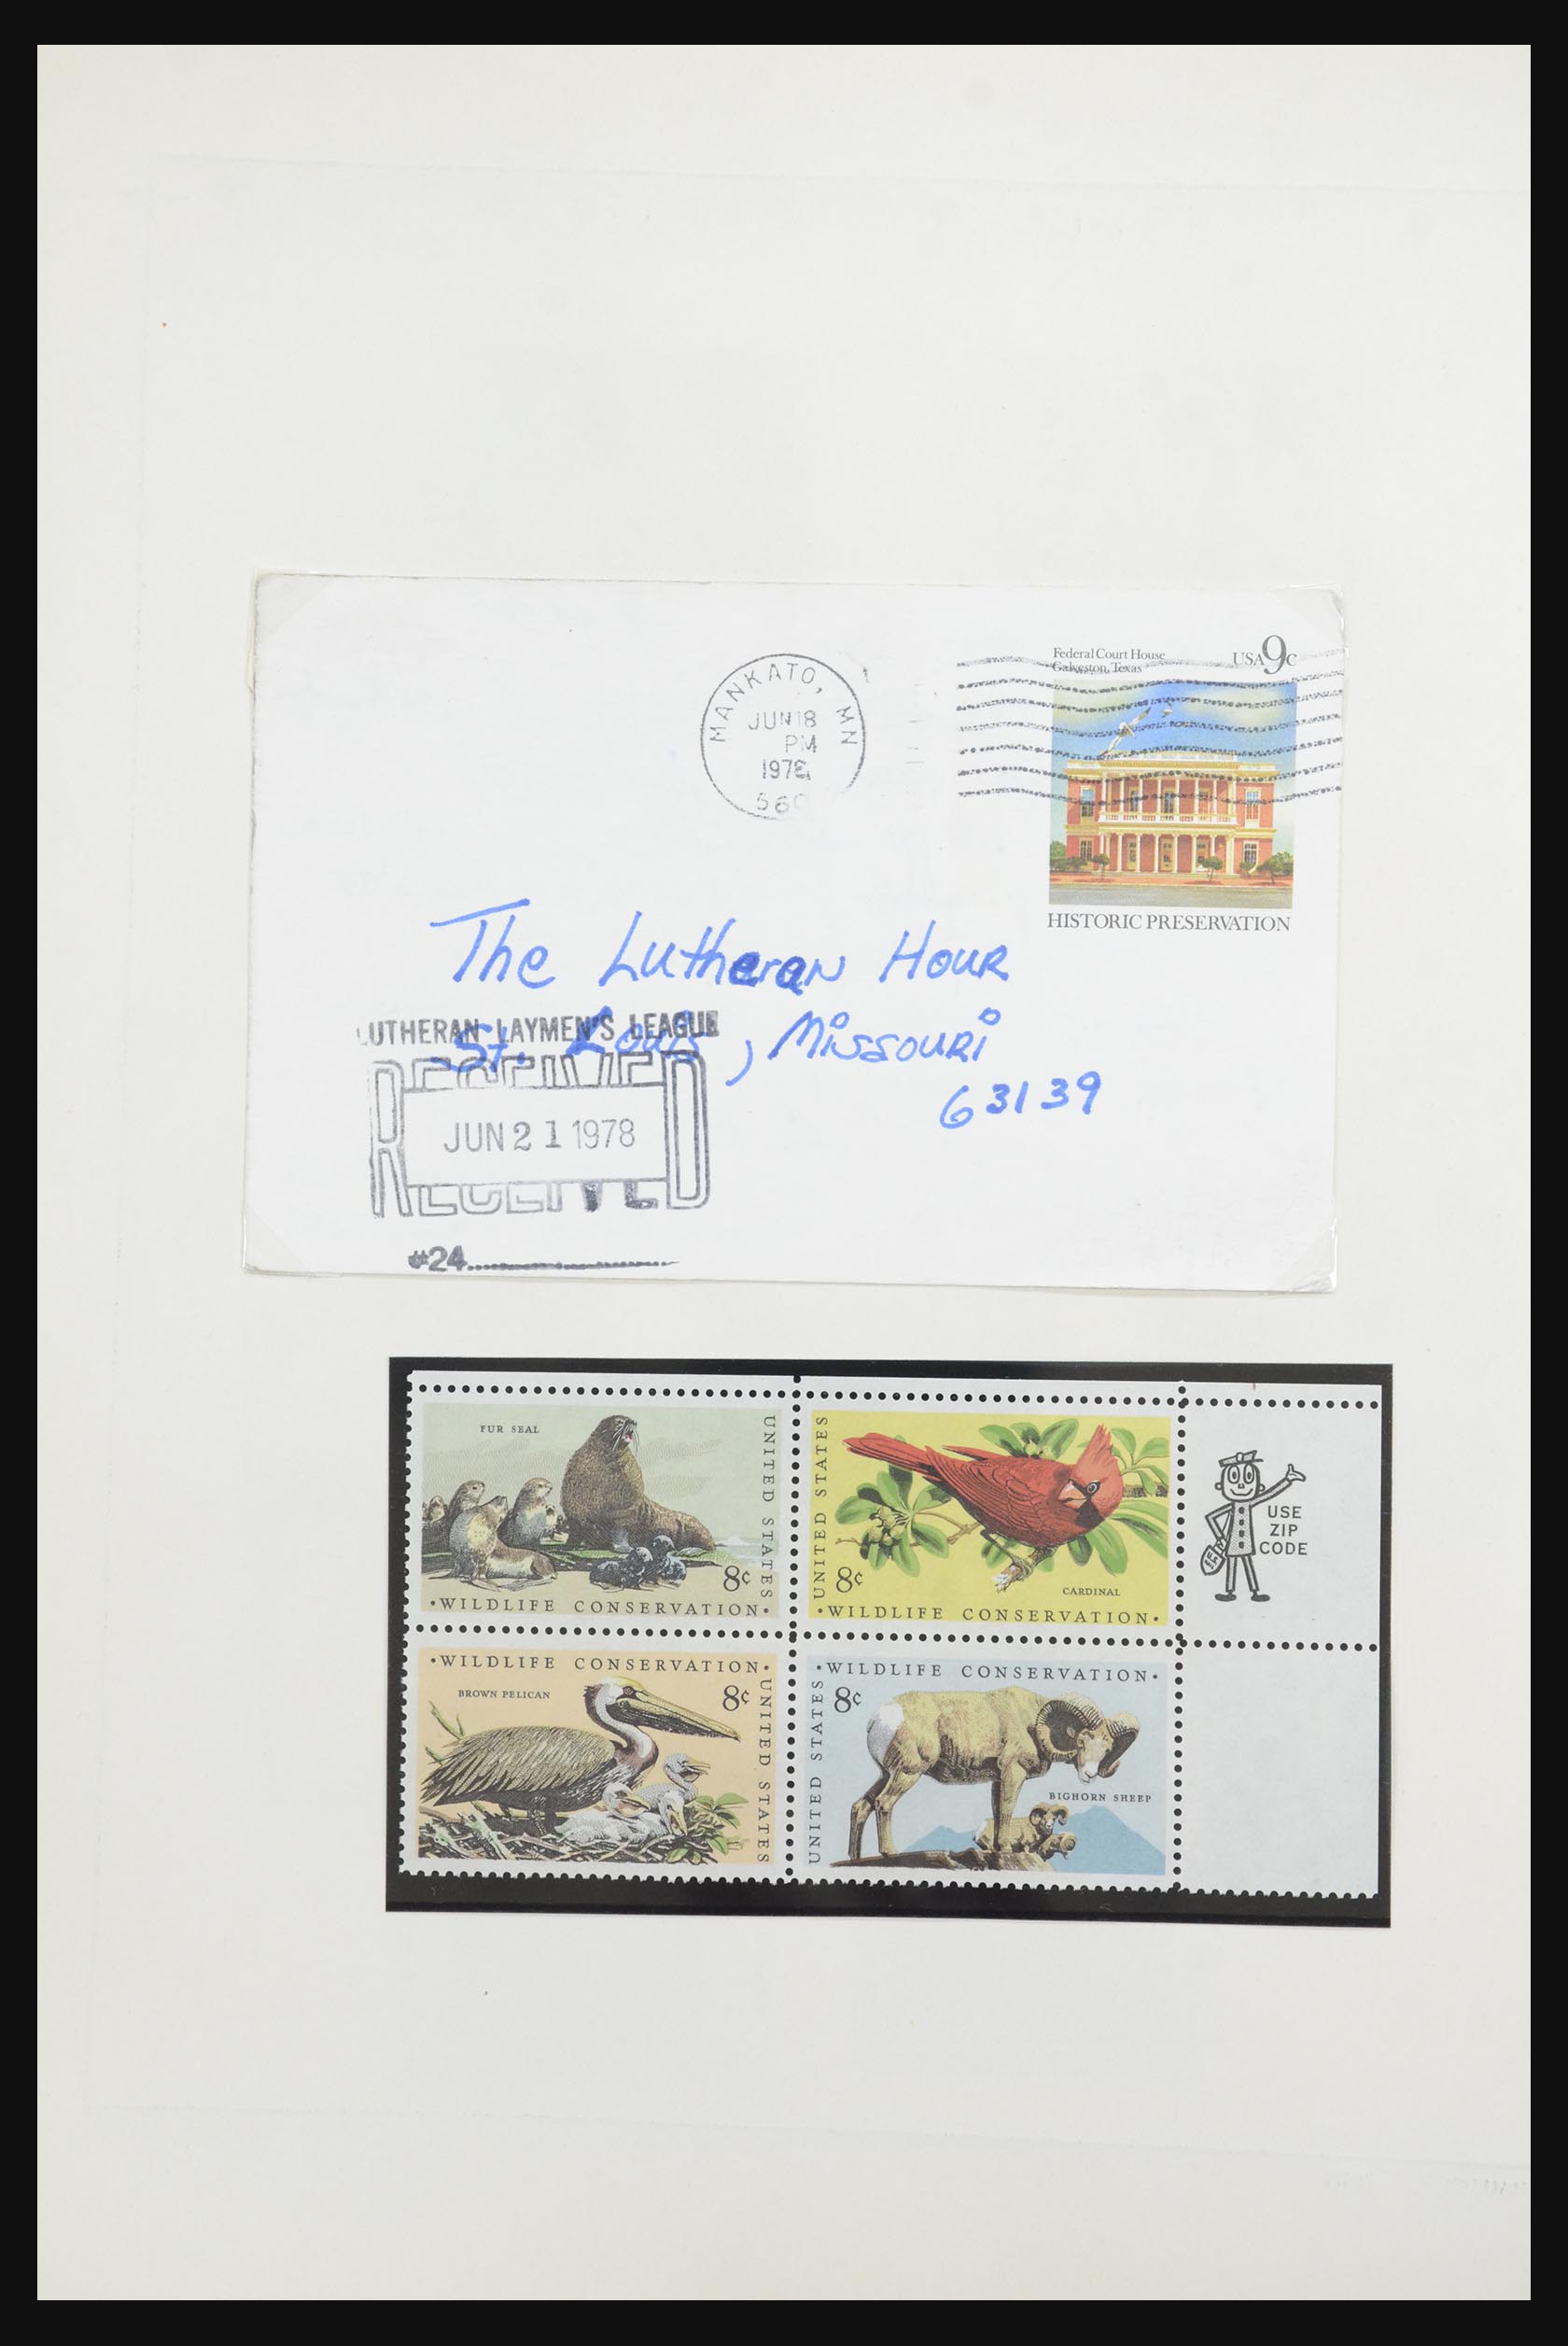 MANKATO, MN
JUN 18
PM
1978
560
Federal Court House
Galveston, Texas
USA 9c
HISTORIC PRESERVATION
The Lutheran Hour
St. Louis, Missouri
63139
LUTHERAN LAYMEN'S LEAGUE
RECEIVED
JUN 21 1978
RECEIVED
#24
FUR SEAL
UNITED STATES
8¢
·WILDLIFE CONSERVATION·
UNITED STATES
8¢
CARDINAL
·WILDLIFE CONSERVATION·
USE
ZIP
CODE
·WILDLIFE CONSERVATION·
BROWN PELICAN
8¢
UNITED STATES
·WILDLIFE CONSERVATION·
8¢
UNITED STATES
BIGHORN SHEEP